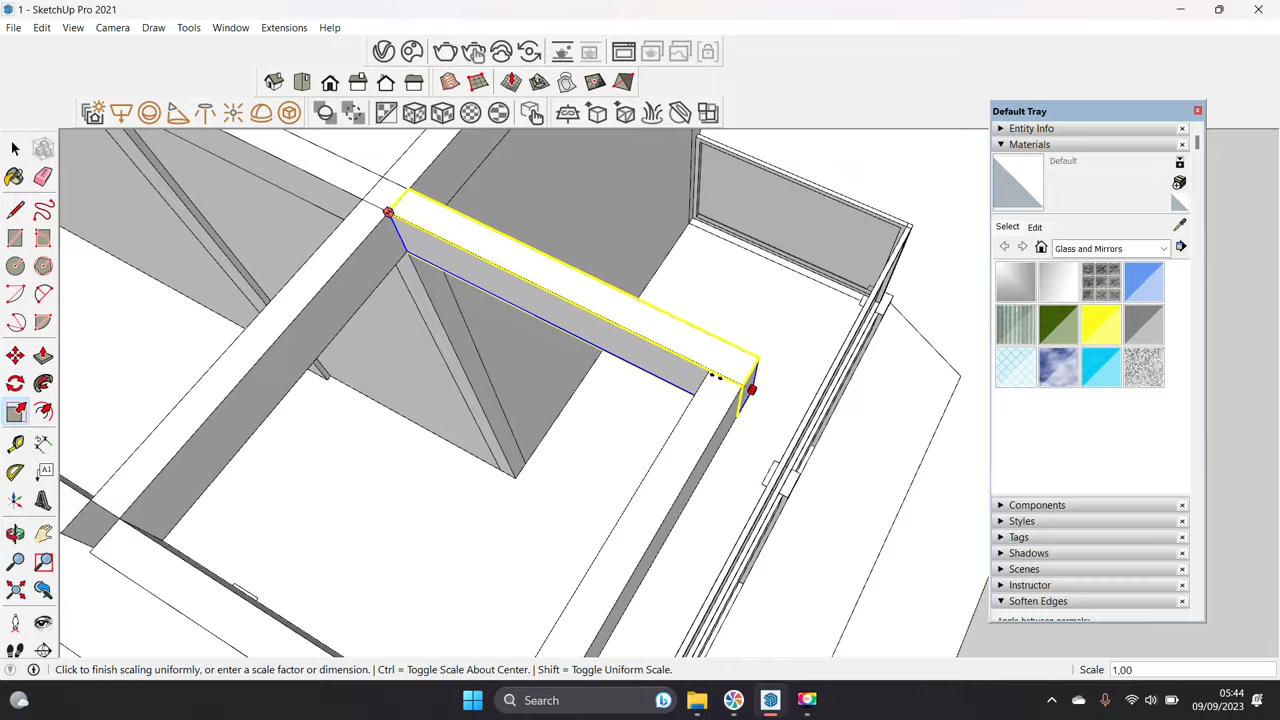 1 - SketchUp Pro 2021
File Edit View Camera Draw Tools Window Extensions Help
Default Tray
Entity Info
Materials
Default
Select Edit
Glass and Mirrors
A1
Components
Styles
Tags
Shadows
Scenes
Instructor
Soften Edges
Click to finish scaling uniformly, or enter a scale factor or dimension. | Ctrl = Toggle Scale About Center. | Shift = Toggle Uniform Scale.
Scale 1,00
Search
05:44
09/09/2023